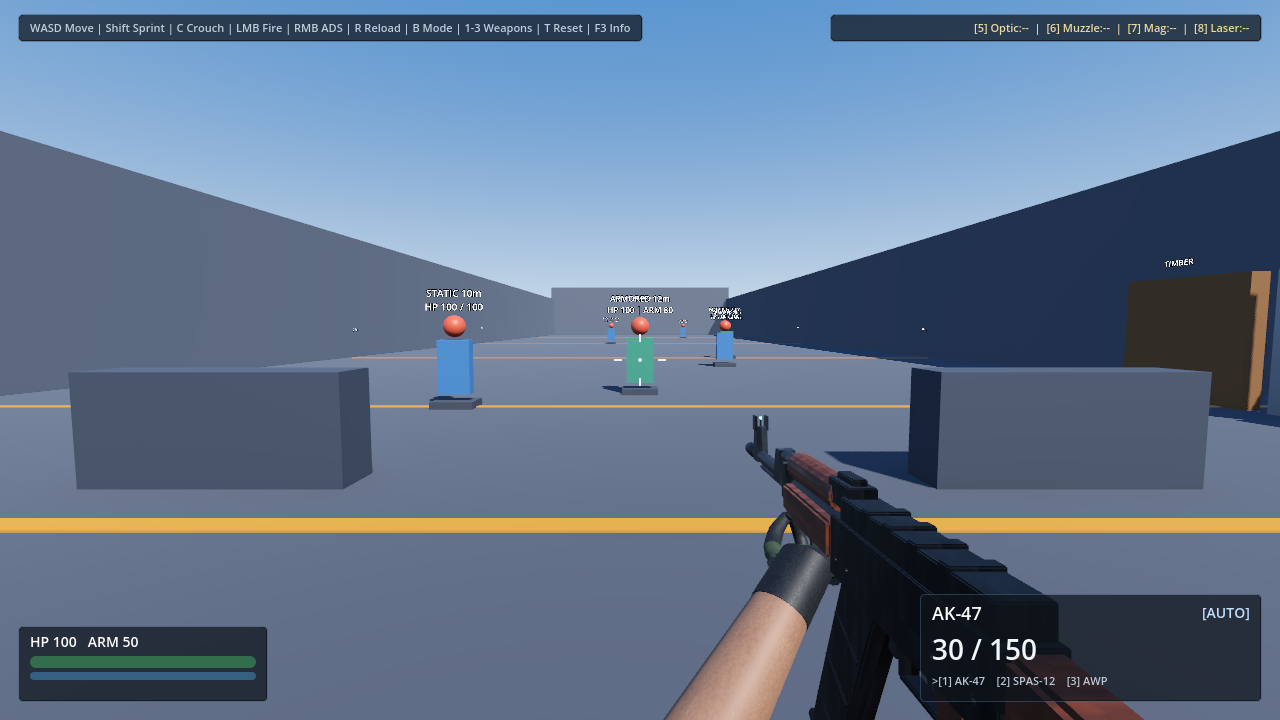 WASD Move | Shift Sprint | C Crouch | LMB Fire | RMB ADS | R Reload | B Mode | 1-3 Weapons | T Reset | F3 Info
[5] Optic:-- | [6] Muzzle:-- | [7] Mag:-- | [8] Laser:--
TIMBER
STATIC 10m
HP 100 / 100
ARMORED 12m
HP 100 | ARM 60
HP 100 ARM 50
AK-47 [AUTO]
30 / 150
>[1] AK-47 [2] SPAS-12 [3] AWP